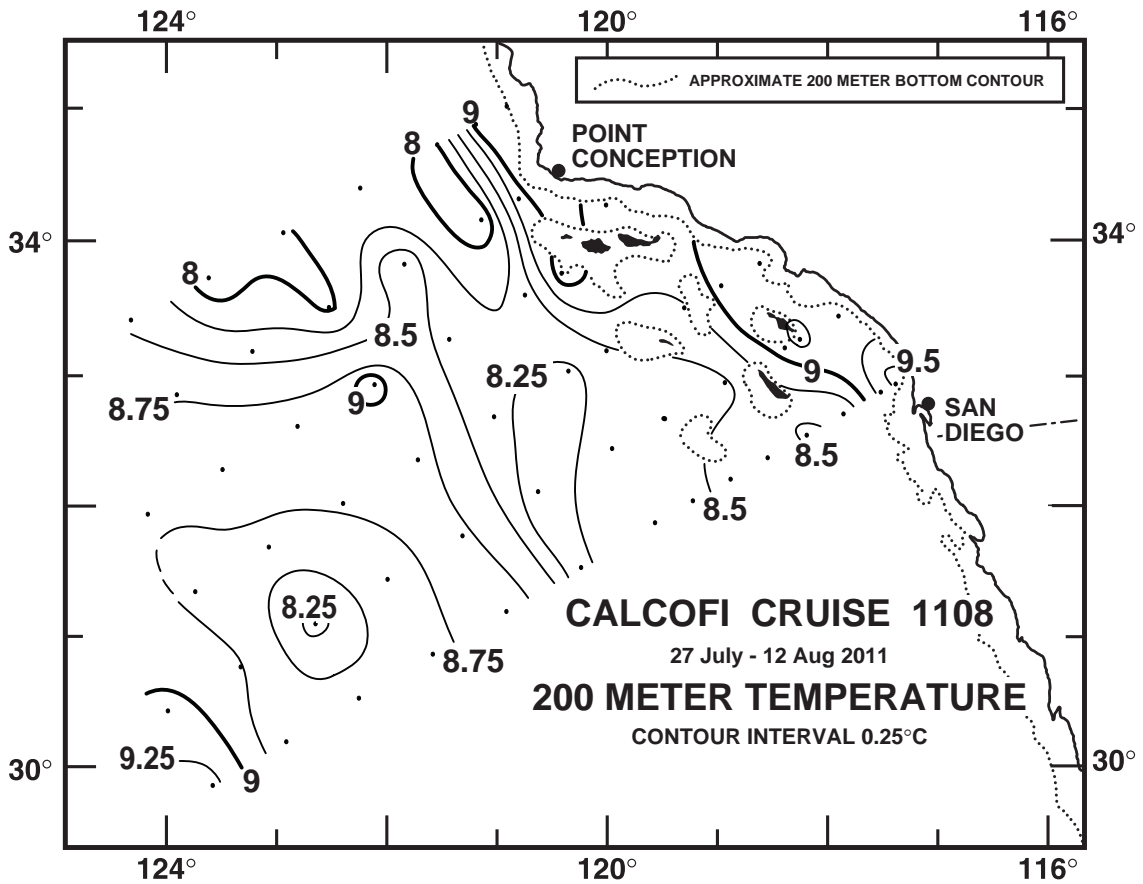 124° 120° 116°
APPROXIMATE 200 METER BOTTOM CONTOUR
9
POINT
CONCEPTION
8
34° 34°
8
8.5
9.5
8.25
9
8.75
9
SAN
DIEGO
8.5
8.5
8.25
CALCOFI CRUISE 1108
8.75
27 July - 12 Aug 2011
200 METER TEMPERATURE
CONTOUR INTERVAL 0.25°C
9.25
30° 30°
9
124° 120° 116°